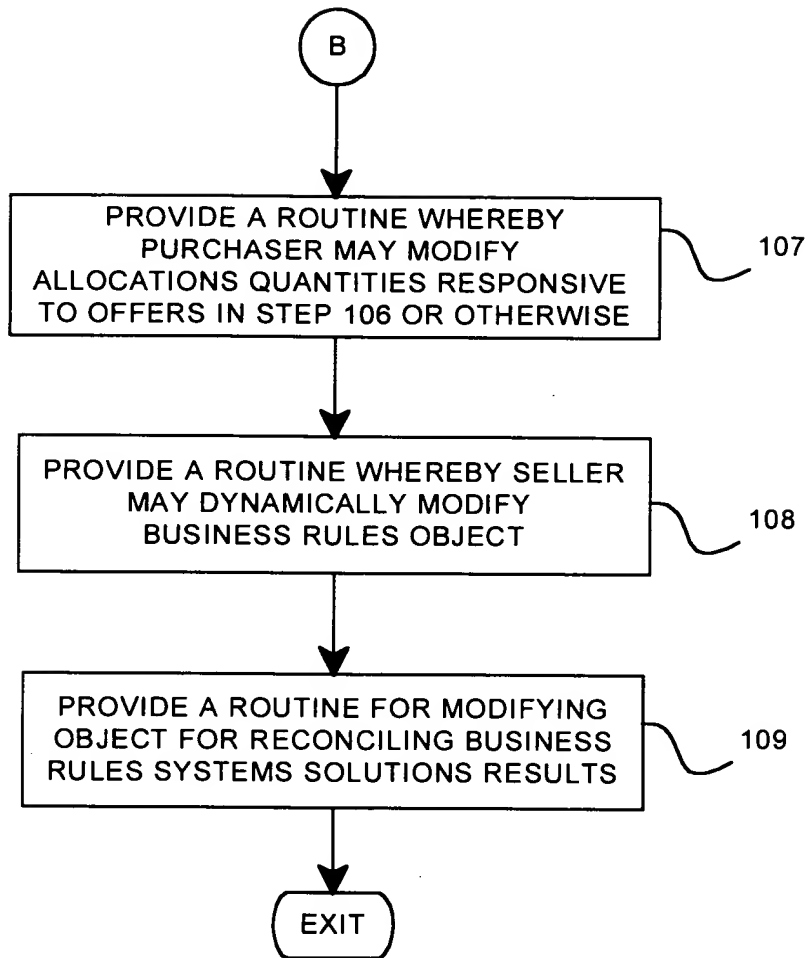 B
PROVIDE A ROUTINE WHEREBY
PURCHASER MAY MODIFY
ALLOCATIONS QUANTITIES RESPONSIVE
TO OFFERS IN STEP 106 OR OTHERWISE
107
PROVIDE A ROUTINE WHEREBY SELLER
MAY DYNAMICALLY MODIFY
BUSINESS RULES OBJECT
108
PROVIDE A ROUTINE FOR MODIFYING
OBJECT FOR RECONCILING BUSINESS
RULES SYSTEMS SOLUTIONS RESULTS
109
EXIT